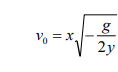 v₀ = x√(-g/2y)